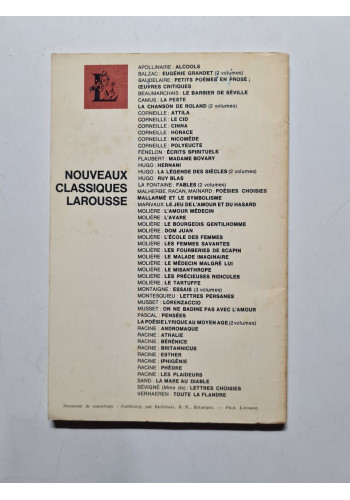 APOLLINAIRE : ALCOOLS
BALZAC : EUGÉNIE GRANDET (2 volumes)
BAUDELAIRE : PETITS POÈMES EN PROSE ;
ŒUVRES CRITIQUES
BEAUMARCHAIS : LE BARBIER DE SÉVILLE
CAMUS : LA PESTE
LA CHANSON DE ROLAND (2 volumes)
CORNEILLE : ATTILA
CORNEILLE : LE CID
CORNEILLE : CINNA
CORNEILLE : HORACE
CORNEILLE : NICOMÈDE
CORNEILLE : POLYEUCTE
FÉNELON : ÉCRITS SPIRITUELS
FLAUBERT : MADAME BOVARY
HUGO : HERNANI
HUGO : LA LÉGENDE DES SIÈCLES (2 volumes)
HUGO : RUY BLAS
LA FONTAINE : FABLES (2 volumes)
MALHERBE, RACAN, MAINARD : POÉSIES CHOISIES
MALLARMÉ ET LE SYMBOLISME
MARIVAUX : LE JEU DE L'AMOUR ET DU HASARD
MOLIÈRE : L'AMOUR MÉDECIN
MOLIÈRE : L'AVARE
MOLIÈRE : LE BOURGEOIS GENTILHOMME
MOLIÈRE : DOM JUAN
MOLIÈRE : L'ÉCOLE DES FEMMES
MOLIÈRE : LES FEMMES SAVANTES
MOLIÈRE : LES FOURBERIES DE SCAPIN
MOLIÈRE : LE MALADE IMAGINAIRE
MOLIÈRE : LE MÉDECIN MALGRÉ LUI
MOLIÈRE : LE MISANTHROPE
MOLIÈRE : LES PRÉCIEUSES RIDICULES
MOLIÈRE : LE TARTUFFE
MONTAIGNE : ESSAIS (3 volumes)
MONTESQUIEU : LETTRES PERSANES
MUSSET : LORENZACCIO
MUSSET : ON NE BADINE PAS AVEC L'AMOUR
PASCAL : PENSÉES
LA POÉSIE LYRIQUE AU MOYEN AGE (2 volumes)
RACINE : ANDROMAQUE
RACINE : ATHALIE
RACINE : BÉRÉNICE
RACINE : BRITANNICUS
RACINE : ESTHER
RACINE : IPHIGÉNIE
RACINE : PHÈDRE
RACINE : LES PLAIDEURS
SAND : LA MARE AU DIABLE
SÉVIGNÉ (Mme de) : LETTRES CHOISIES
VERHAEREN : TOUTE LA FLANDRE
NOUVEAUX
CLASSIQUES
LAROUSSE
Document de couverture : par B. N., Estampes. — Phot. Larousse.